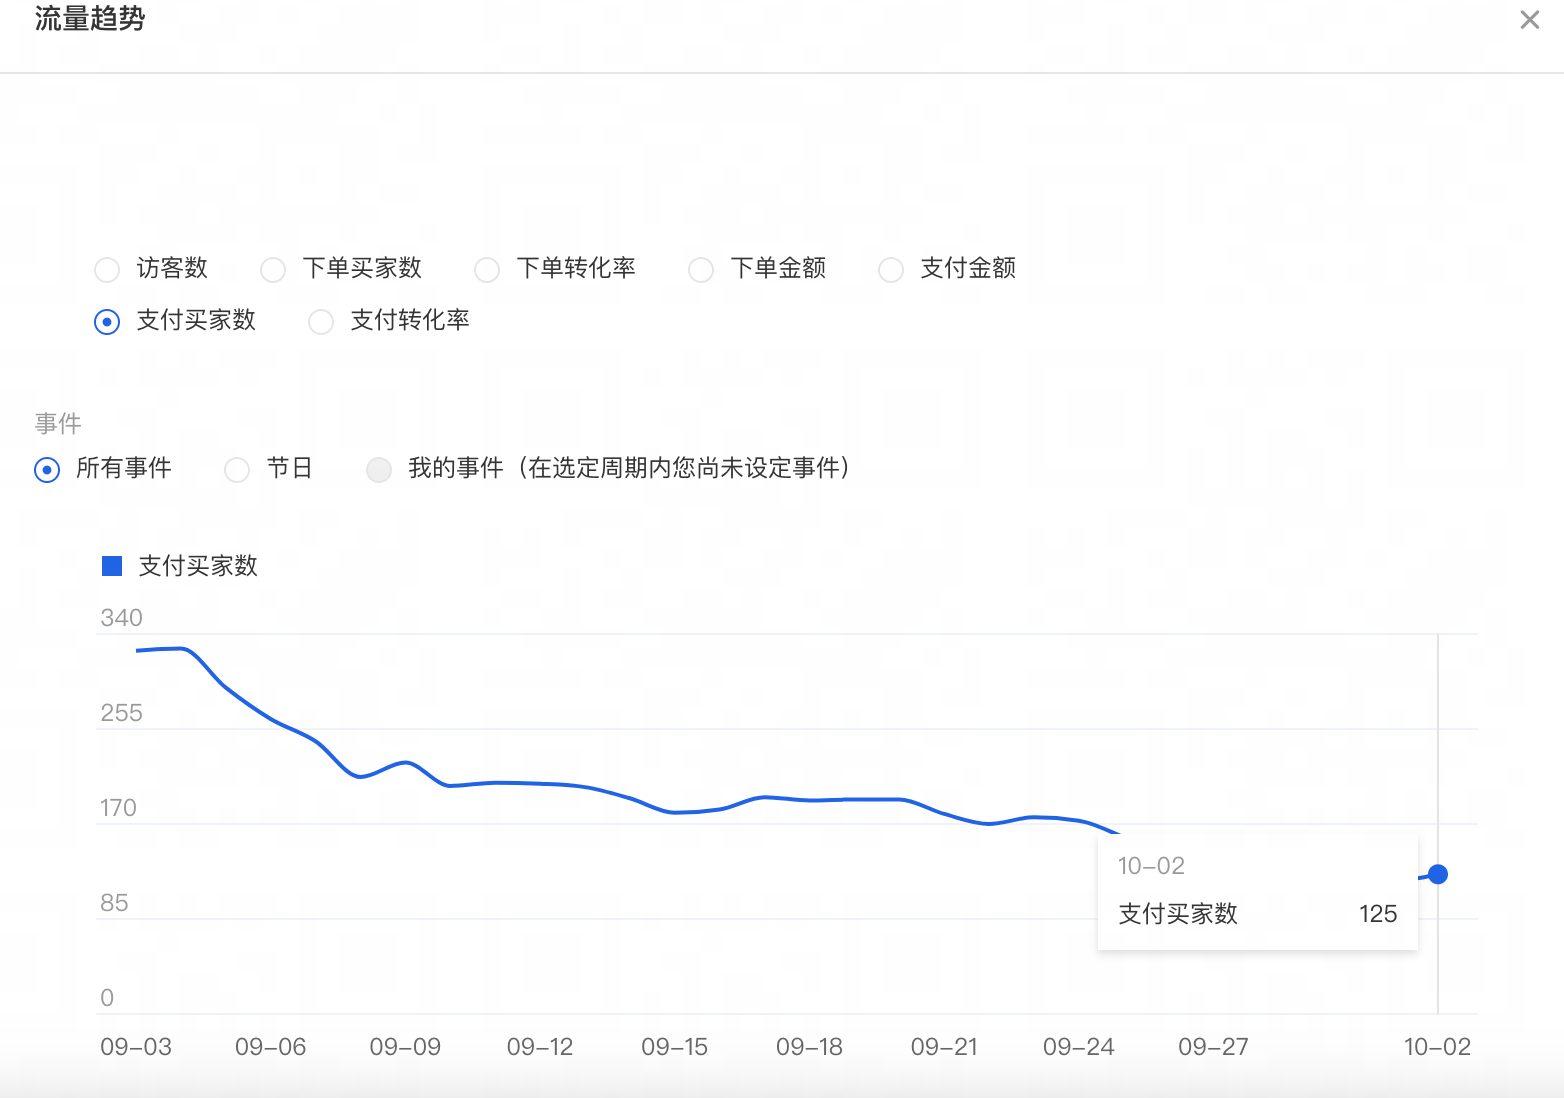 流量趋势
访客数 下单买家数 下单转化率 下单金额 支付金额
支付买家数 支付转化率
事件
所有事件 节日 我的事件（在选定周期内您尚未设定事件）
支付买家数
340
255
170
10-02
85
支付买家数 125
0
09-03 09-06 09-09 09-12 09-15 09-18 09-21 09-24 09-27 10-02